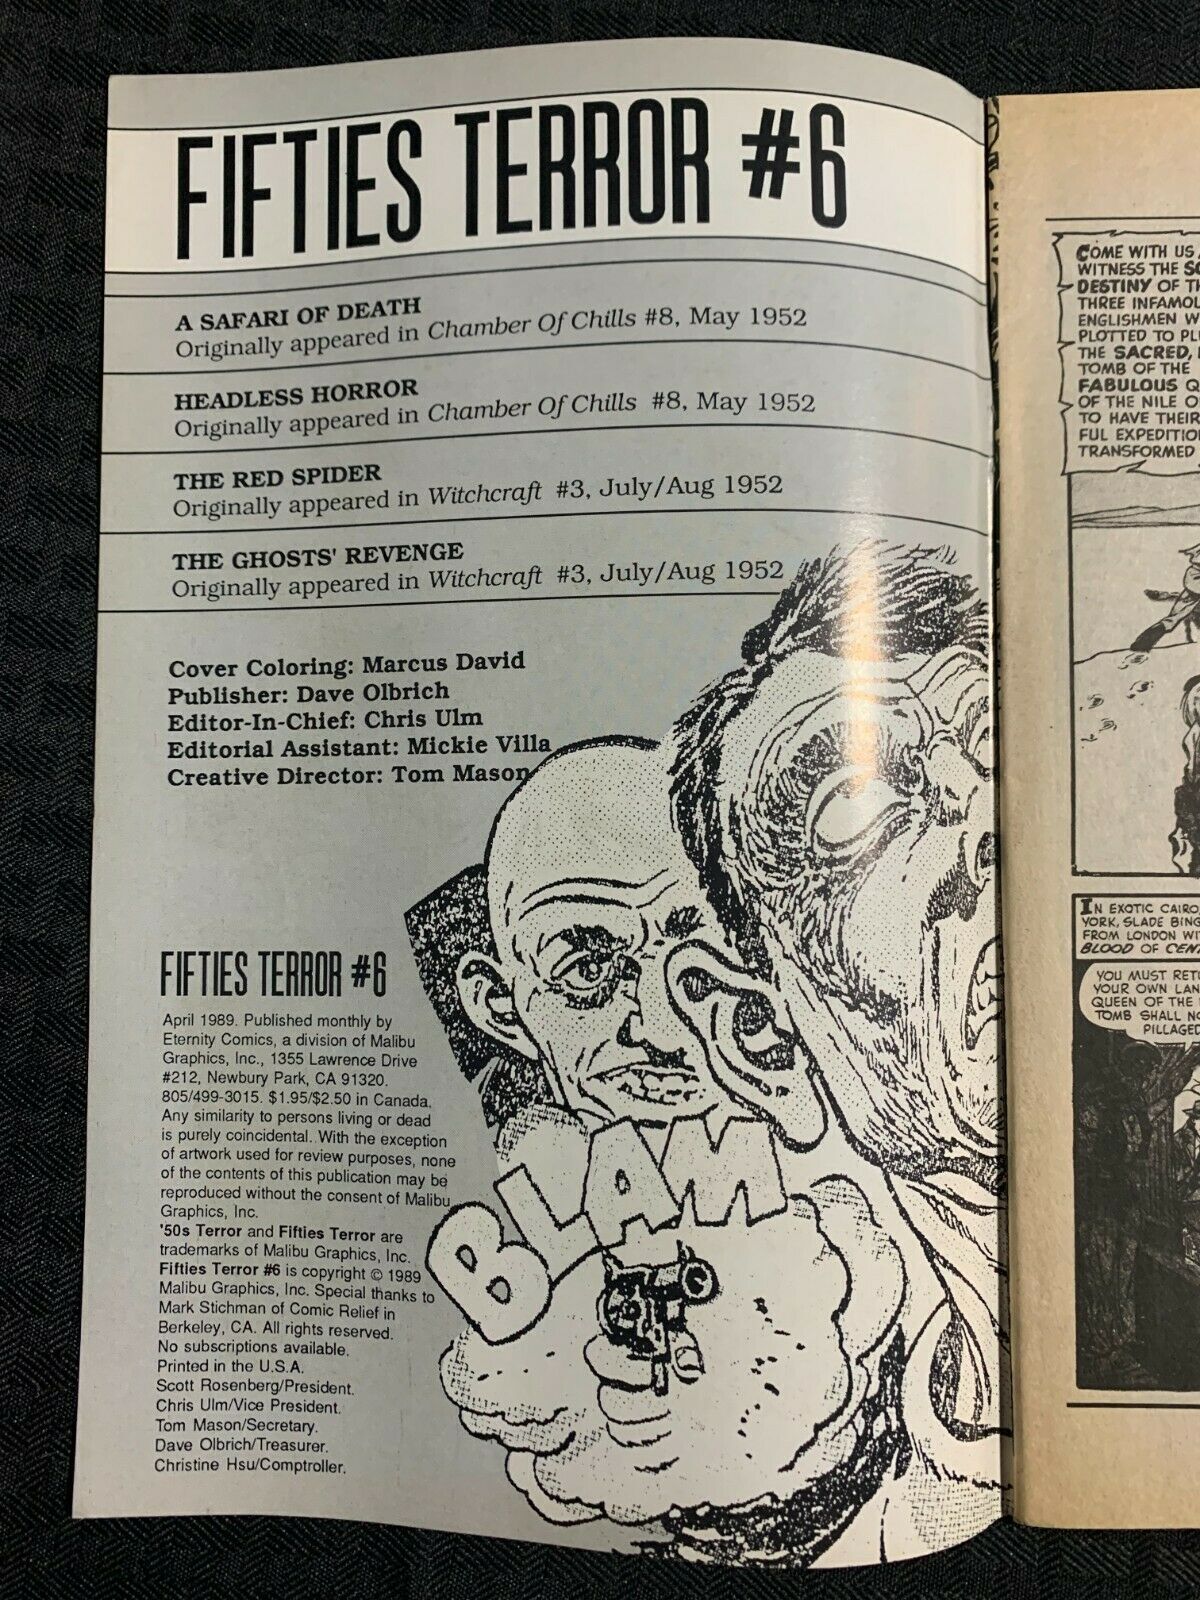 FIFTIES TERROR #6
A SAFARI OF DEATH
Originally appeared in Chamber Of Chills #8, May 1952
HEADLESS HORROR
Originally appeared in Chamber Of Chills #8, May 1952
THE RED SPIDER
Originally appeared in Witchcraft #3, July/Aug 1952
THE GHOSTS' REVENGE
Originally appeared in Witchcraft #3, July/Aug 1952
Cover Coloring: Marcus David
Publisher: Dave Olbrich
Editor-In-Chief: Chris Ulm
Editorial Assistant: Mickie Villa
Creative Director: Tom Mason
FIFTIES TERROR #6
April 1989. Published monthly by
Eternity Comics, a division of Malibu
Graphics, Inc., 1355 Lawrence Drive
#212, Newbury Park, CA 91320.
805/499-3015. $1.95/$2.50 in Canada.
Any similarity to persons living or dead
is purely coincidental. With the exception
of artwork used for review purposes, none
of the contents of this publication may be
reproduced without the consent of Malibu
Graphics, Inc.
'50s Terror and Fifties Terror are
trademarks of Malibu Graphics, Inc.
Fifties Terror #6 is copyright © 1989
Malibu Graphics, Inc. Special thanks to
Mark Stichman of Comic Relief in
Berkeley, CA. All rights reserved.
No subscriptions available.
Printed in the U.S.A.
Scott Rosenberg/President.
Chris Ulm/Vice President.
Tom Mason/Secretary.
Dave Olbrich/Treasurer.
Christine Hsu/Comptroller.
BLAM
COME WITH US
WITNESS THE
DESTINY OF
THREE
ENGLISHMEN
PLOTTED TO
THE SACRED,
TOMB OF THE
FABULOUS
OF THE NILE
TO HAVE THEIR
FUL
TRANSFORMED
IN EXOTIC CAIRO
YORK, SLADE
FROM LONDON
BLOOD OF
YOU MUST
YOUR OWN
QUEEN OF THE
TOMB SHALL
PILLAGED